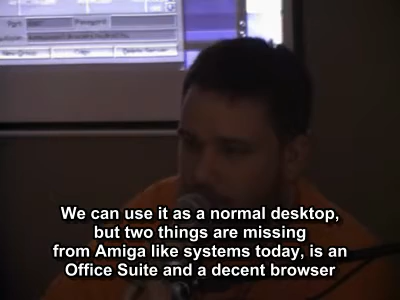 We can use it as a normal desktop,
but two things are missing
from Amiga like systems today, is an
Office Suite and a decent browser